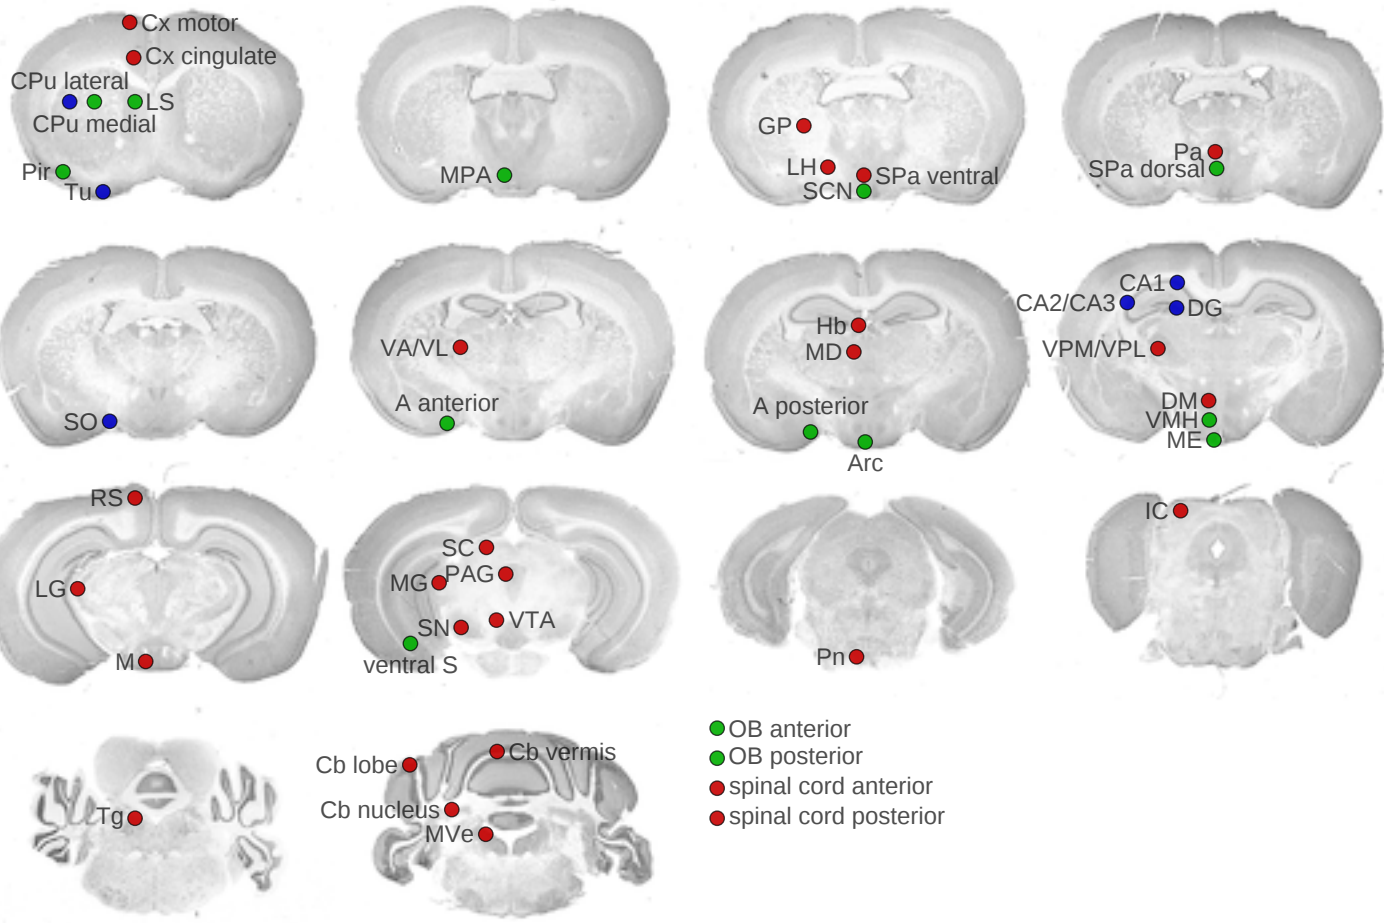 Cx motor
Cx cingulate
CPu lateral
LS
CPu medial
Pir
Tu
MPA
GP
LH
SPa ventral
SCN
Pa
SPa dorsal
SO
VA/VL
A anterior
Hb
MD
A posterior
Arc
CA1
CA2/CA3
DG
VPM/VPL
DM
VMH
ME
RS
LG
M
SC
MG
PAG
SN
VTA
ventral S
Pn
IC
Tg
Cb lobe
Cb vermis
Cb nucleus
MVe
OB anterior
OB posterior
spinal cord anterior
spinal cord posterior